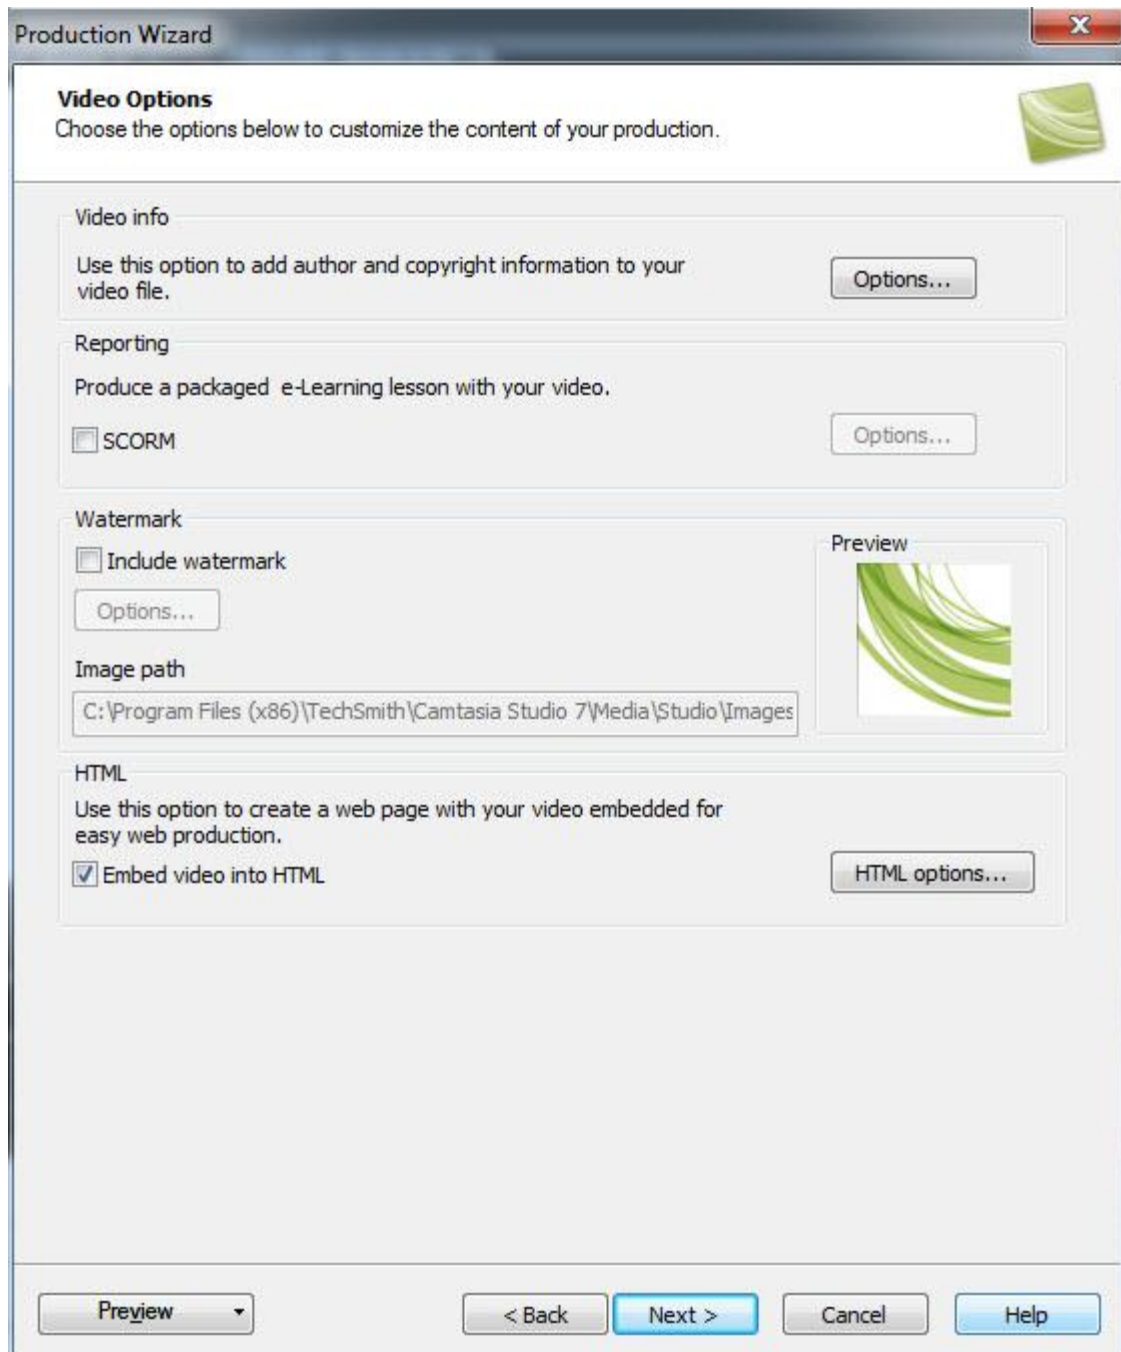 Production Wizard
Video Options
Choose the options below to customize the content of your production.
Video info
Use this option to add author and copyright information to your
video file.
Options...
Reporting
Produce a packaged e-Learning lesson with your video.
SCORM
Options...
Watermark
Include watermark
Options...
Preview
Image path
C:\Program Files (x86)\TechSmith\Camtasia Studio 7\Media\Studio\Images
HTML
Use this option to create a web page with your video embedded for
easy web production.
Embed video into HTML
HTML options...
Preview
< Back
Next >
Cancel
Help